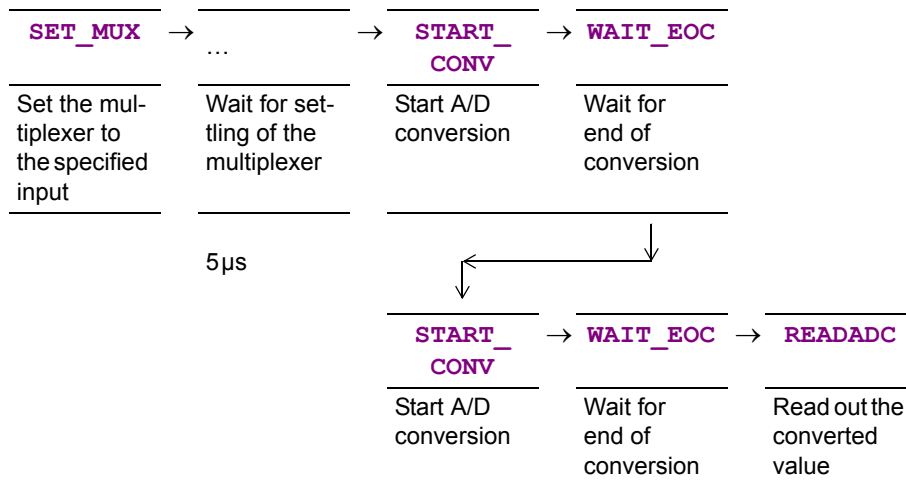 SET_MUX → … → START_ → WAIT_EOC
CONV
Set the mul-
tiplexer to
the specified
input
Wait for set-
tling of the
multiplexer
Start A/D
conversion
Wait for
end of
conversion
5µs
START_ → WAIT_EOC → READADC
CONV
Start A/D
conversion
Wait for
end of
conversion
Read out the
converted
value